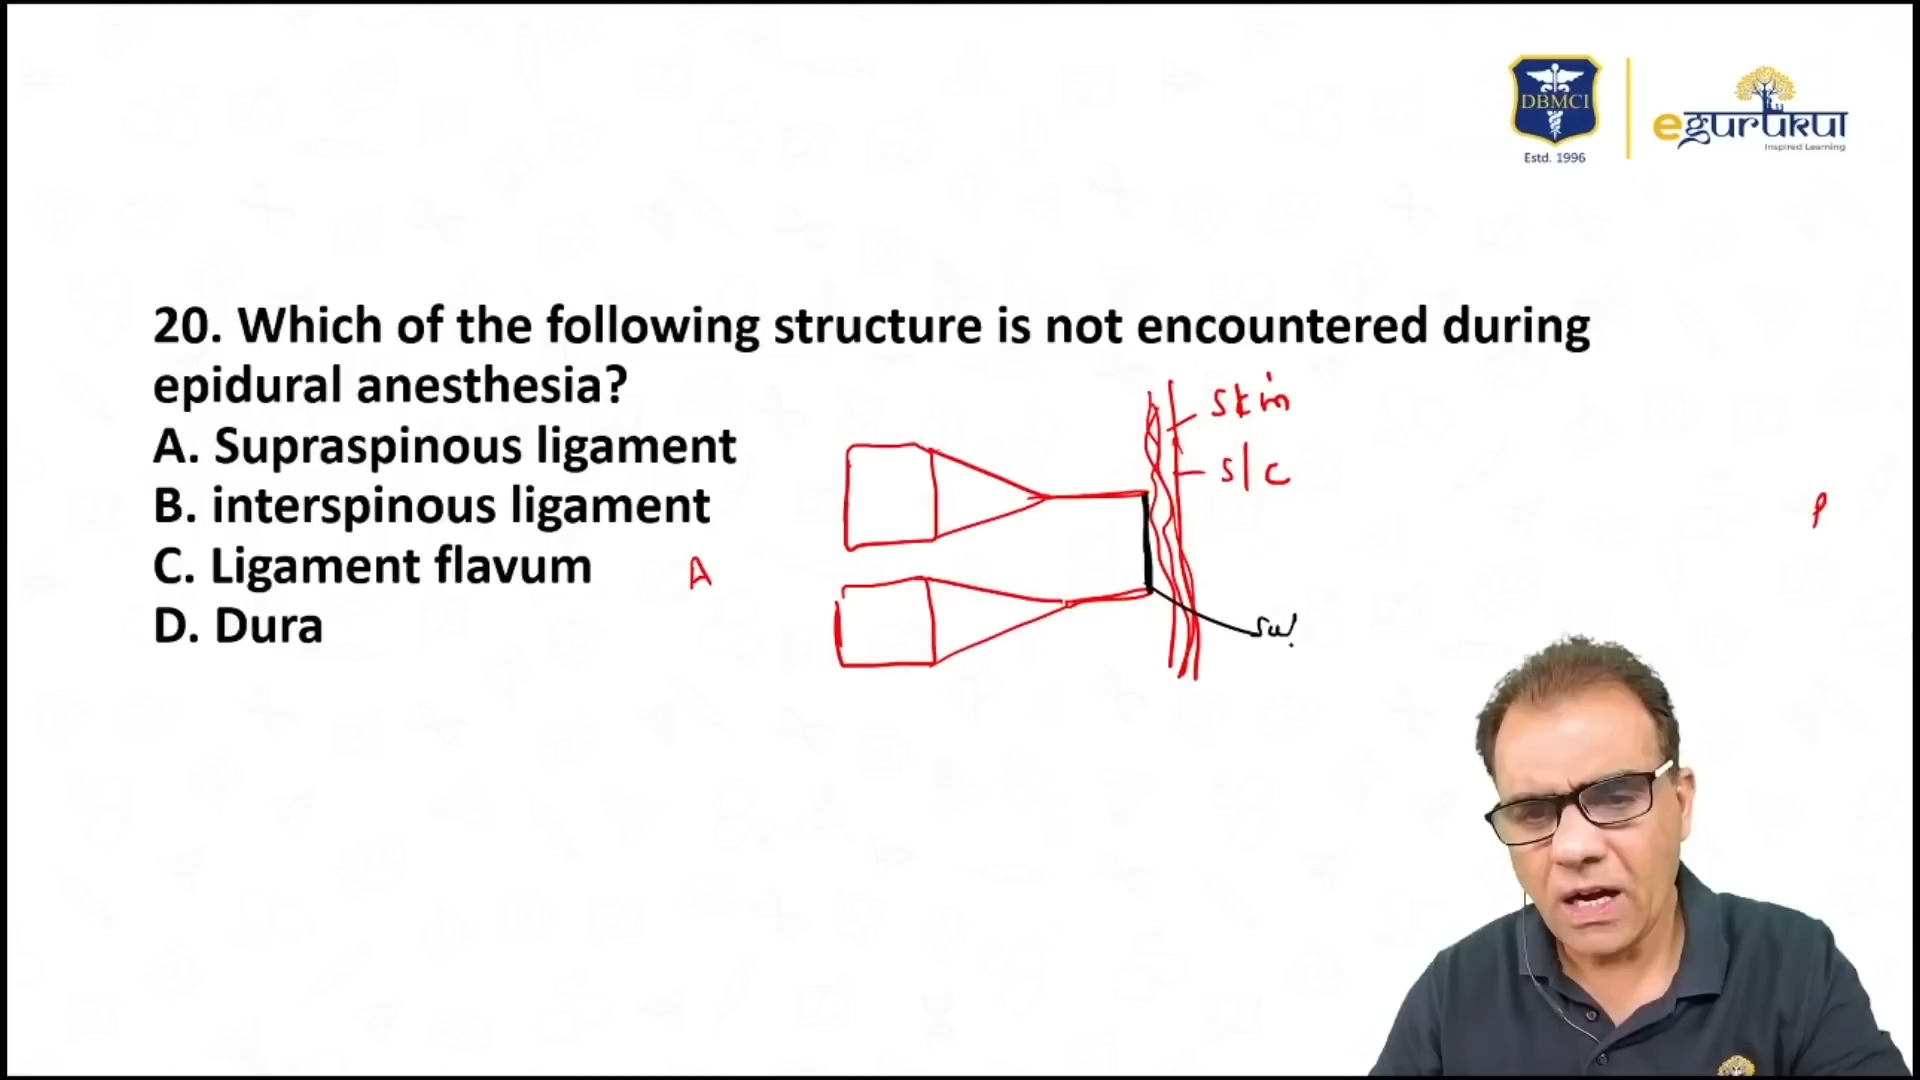 DBMCI
Estd. 1996
egurukul
Inspired Learning
20. Which of the following structure is not encountered during
epidural anesthesia?
A. Supraspinous ligament
B. interspinous ligament
C. Ligament flavum
D. Dura
Skin
s/c
A
P